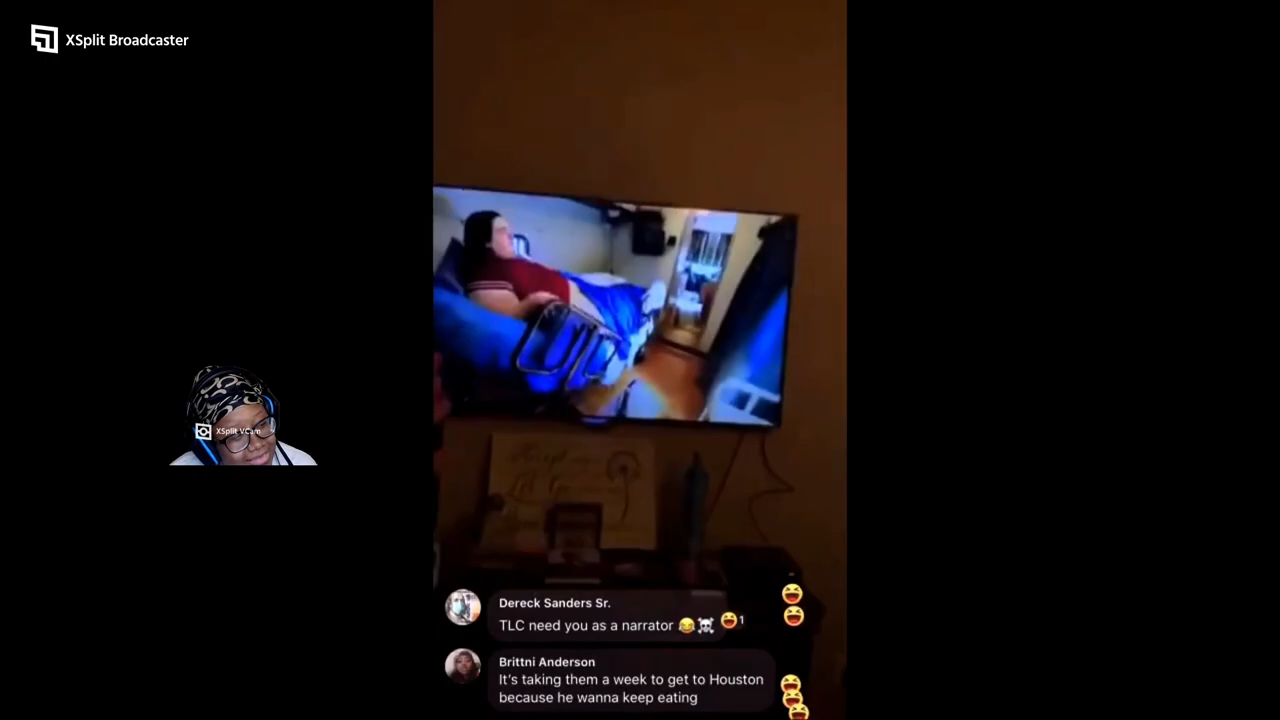 XSplit Broadcaster
XSplit VCam
Dereck Sanders Sr.
TLC need you as a narrator 😂☠️
😆1
Brittni Anderson
It's taking them a week to get to Houston
because he wanna keep eating